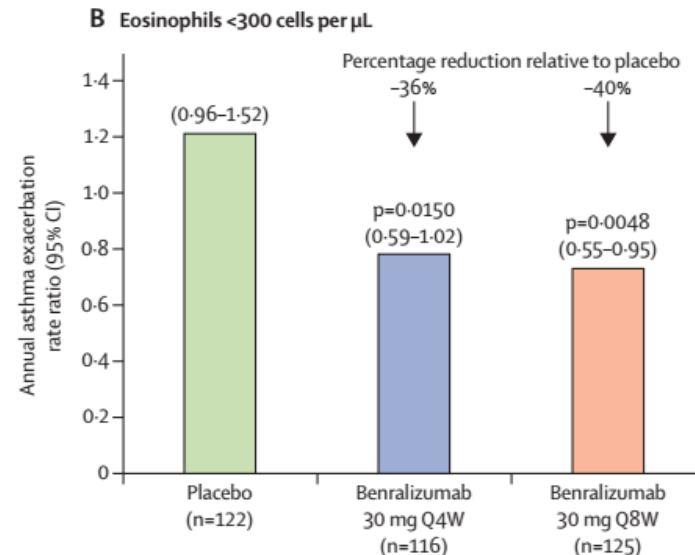 B Eosinophils <300 cells per μL
Percentage reduction relative to placebo
–36%
–40%
Annual asthma exacerbation
rate ratio (95% CI)
1·4
1·2
1·0
0·8
0·6
0·4
0·2
0
(0·96–1·52)
p=0·0150
(0·59–1·02)
p=0·0048
(0·55–0·95)
Placebo
(n=122)
Benralizumab
30 mg Q4W
(n=116)
Benralizumab
30 mg Q8W
(n=125)